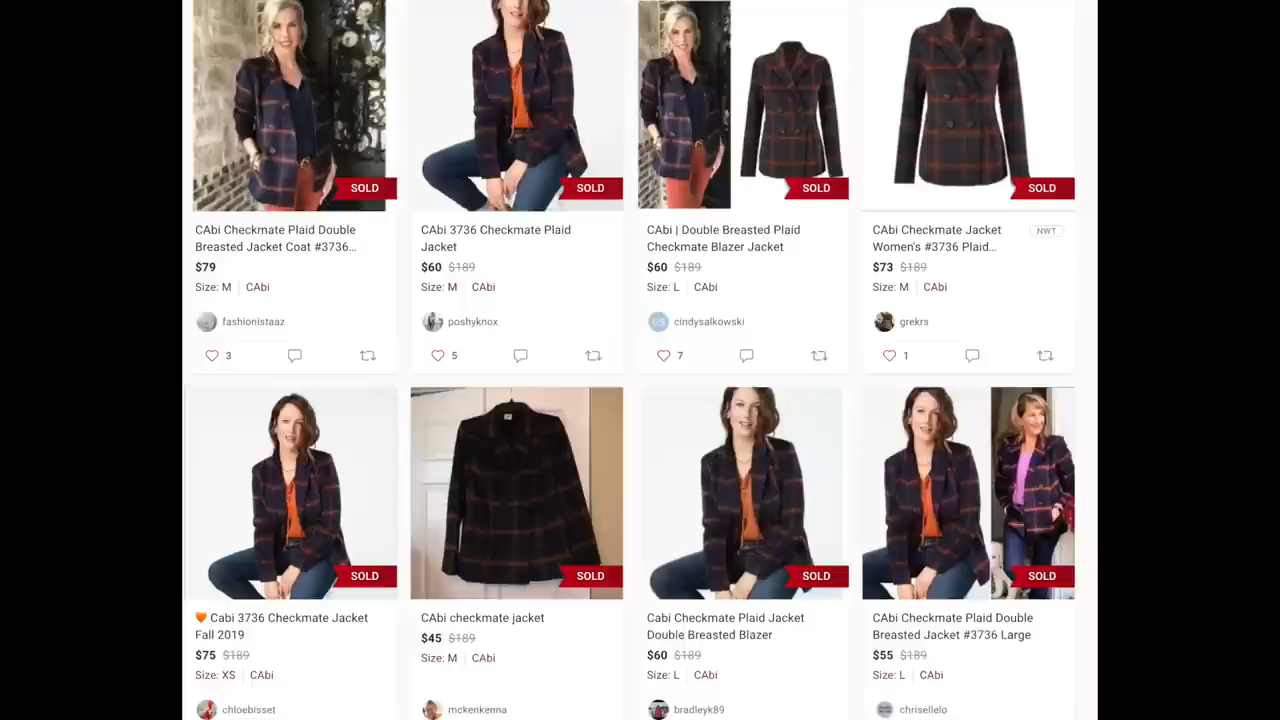 SOLD
SOLD
SOLD
SOLD
CAbi Checkmate Plaid Double
Breasted Jacket Coat #3736...
$79
Size: M | CAbi
fashionistaaz
3
CAbi 3736 Checkmate Plaid
Jacket
$60 $189
Size: M | CAbi
poshyknox
5
CAbi | Double Breasted Plaid
Checkmate Blazer Jacket
$60 $189
Size: L | CAbi
cindysalkowski
7
CAbi Checkmate Jacket
Women's #3736 Plaid...
NWT
$73 $189
Size: M | CAbi
grekrs
1
SOLD
SOLD
SOLD
SOLD
🧡 Cabi 3736 Checkmate Jacket
Fall 2019
$75 $189
Size: XS | CAbi
chloebisset
CAbi checkmate jacket
$45 $189
Size: M | CAbi
mckenkenna
Cabi Checkmate Plaid Jacket
Double Breasted Blazer
$60 $189
Size: L | CAbi
bradleyk89
CAbi Checkmate Plaid Double
Breasted Jacket #3736 Large
$55 $189
Size: L | CAbi
chrisellelo